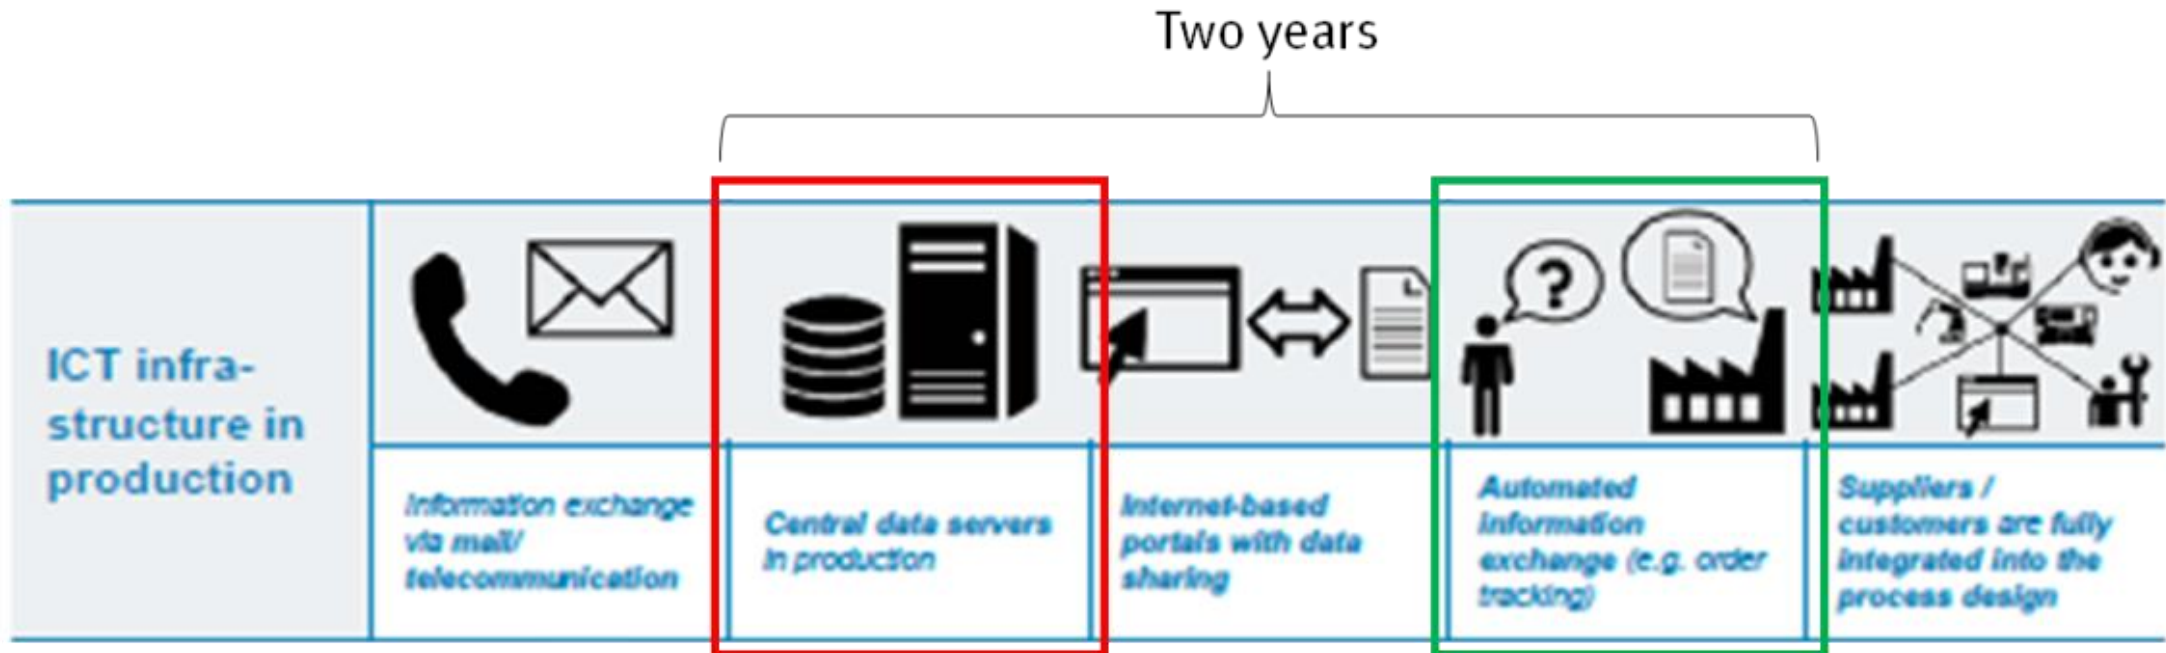 Two years
ICT infra-
structure in
production
Information exchange
via mail/
telecommunication
Central data servers
in production
Internet-based
portals with data
sharing
Automated
information
exchange (e.g. order
tracking)
Suppliers /
customers are fully
integrated into the
process design
?